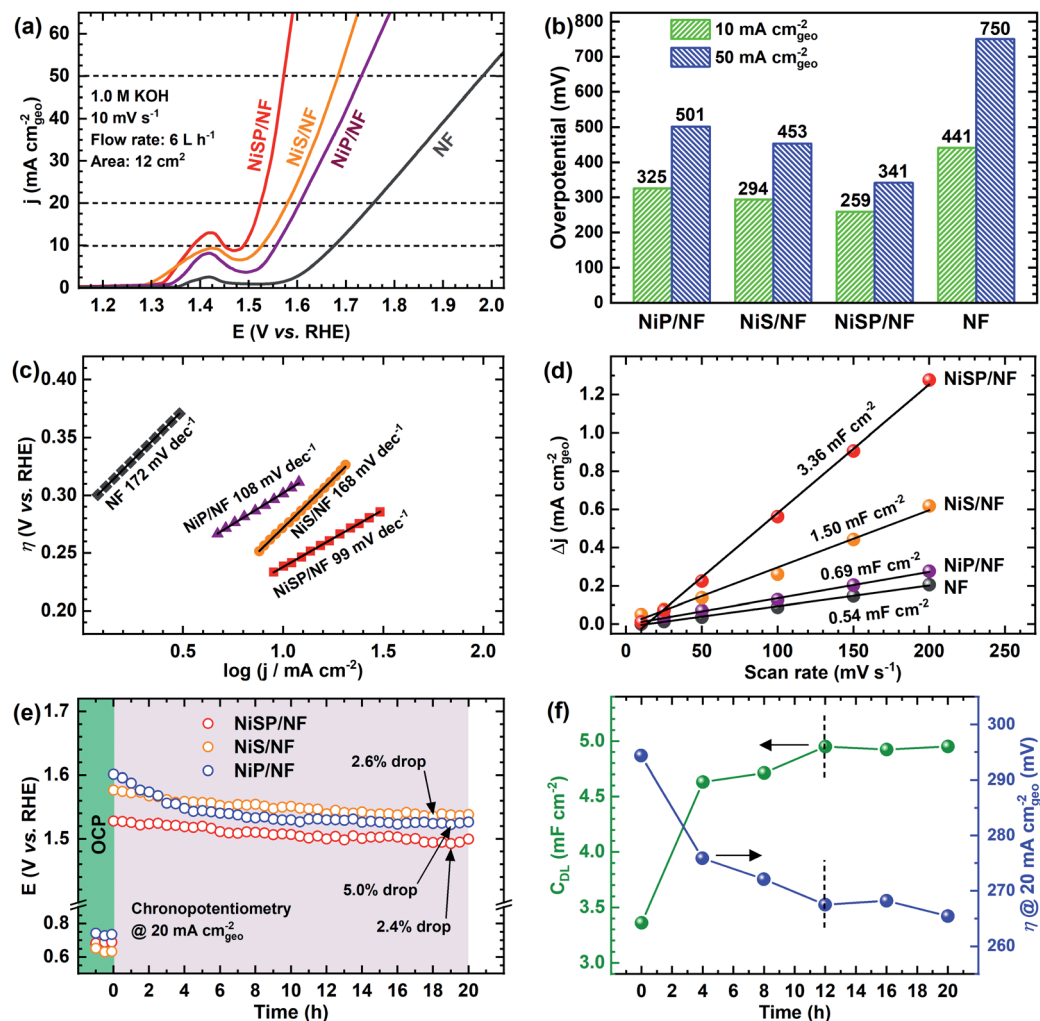 (a)
j (mA cm⁻²geo)
60
50
40
30
20
10
0
1.0 M KOH
10 mV s⁻¹
Flow rate: 6 L h⁻¹
Area: 12 cm²
NiSP/NF
NiS/NF
NiP/NF
NF
1.2 1.3 1.4 1.5 1.6 1.7 1.8 1.9 2.0
E (V vs. RHE)
(b)
Overpotential (mV)
800
700
600
500
400
300
200
100
0
10 mA cm⁻²geo
50 mA cm⁻²geo
325
501
294
453
259
341
441
750
NiP/NF NiS/NF NiSP/NF NF
(c)
η (V vs. RHE)
0.40
0.35
0.30
0.25
0.20
NF 172 mV dec⁻¹
NiP/NF 108 mV dec⁻¹
NiS/NF 168 mV dec⁻¹
NiSP/NF 99 mV dec⁻¹
0.5 1.0 1.5 2.0
log (j / mA cm⁻²)
(d)
Δj (mA cm⁻²geo)
1.2
1.0
0.8
0.6
0.4
0.2
0.0
NiSP/NF
3.36 mF cm⁻²
NiS/NF
1.50 mF cm⁻²
NiP/NF
0.69 mF cm⁻²
NF
0.54 mF cm⁻²
0 50 100 150 200 250
Scan rate (mV s⁻¹)
(e)
E (V vs. RHE)
1.7
1.6
1.5
0.8
0.6
OCP
NiSP/NF
NiS/NF
NiP/NF
2.6% drop
5.0% drop
2.4% drop
Chronopotentiometry
@ 20 mA cm⁻²geo
0 2 4 6 8 10 12 14 16 18 20
Time (h)
(f)
C_DL (mF cm⁻²)
5.0
4.5
4.0
3.5
3.0
300
295
290
285
280
275
270
265
260
η @ 20 mA cm⁻²geo (mV)
0 2 4 6 8 10 12 14 16 18 20
Time (h)